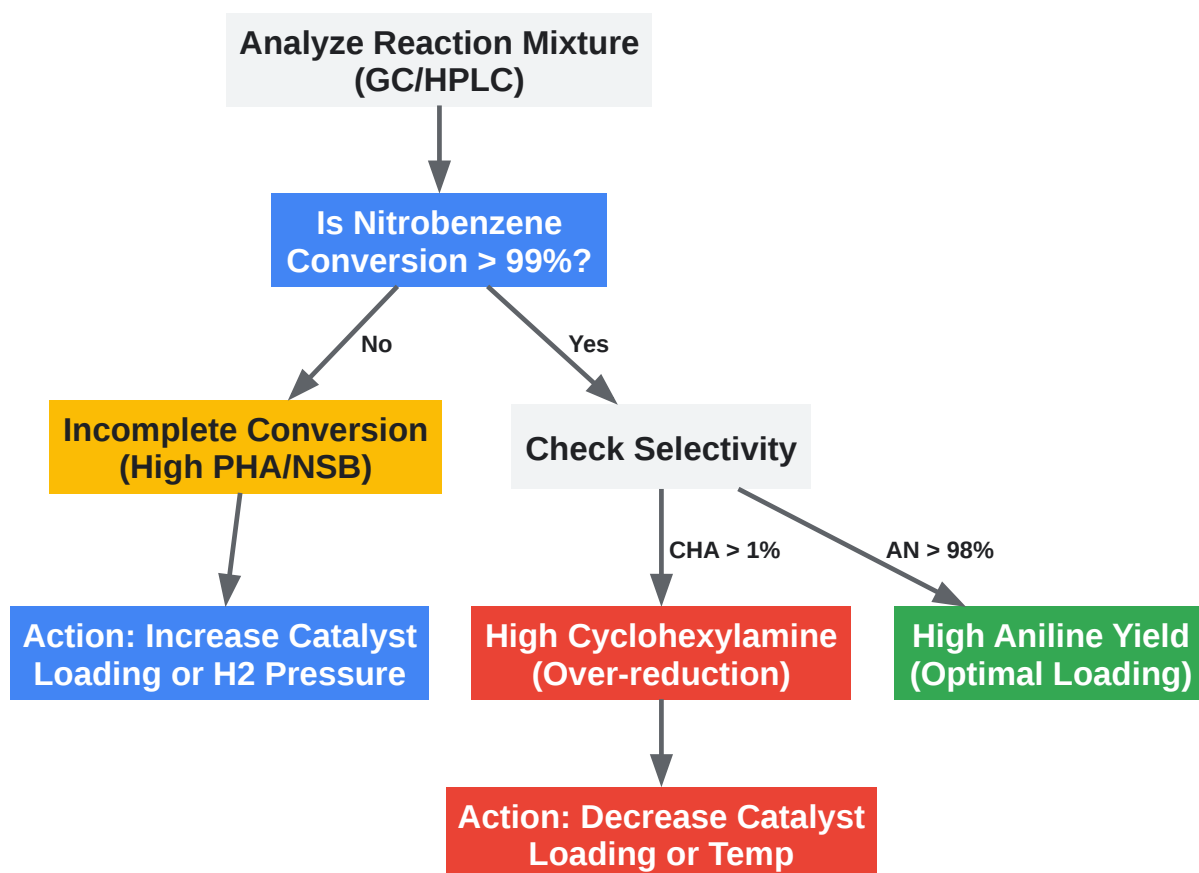 Analyze Reaction Mixture
(GC/HPLC)
Is Nitrobenzene
Conversion > 99%?
No
Yes
Incomplete Conversion
(High PHA/NSB)
Check Selectivity
CHA > 1%
AN > 98%
Action: Increase Catalyst
Loading or H2 Pressure
High Cyclohexylamine
(Over-reduction)
High Aniline Yield
(Optimal Loading)
Action: Decrease Catalyst
Loading or Temp